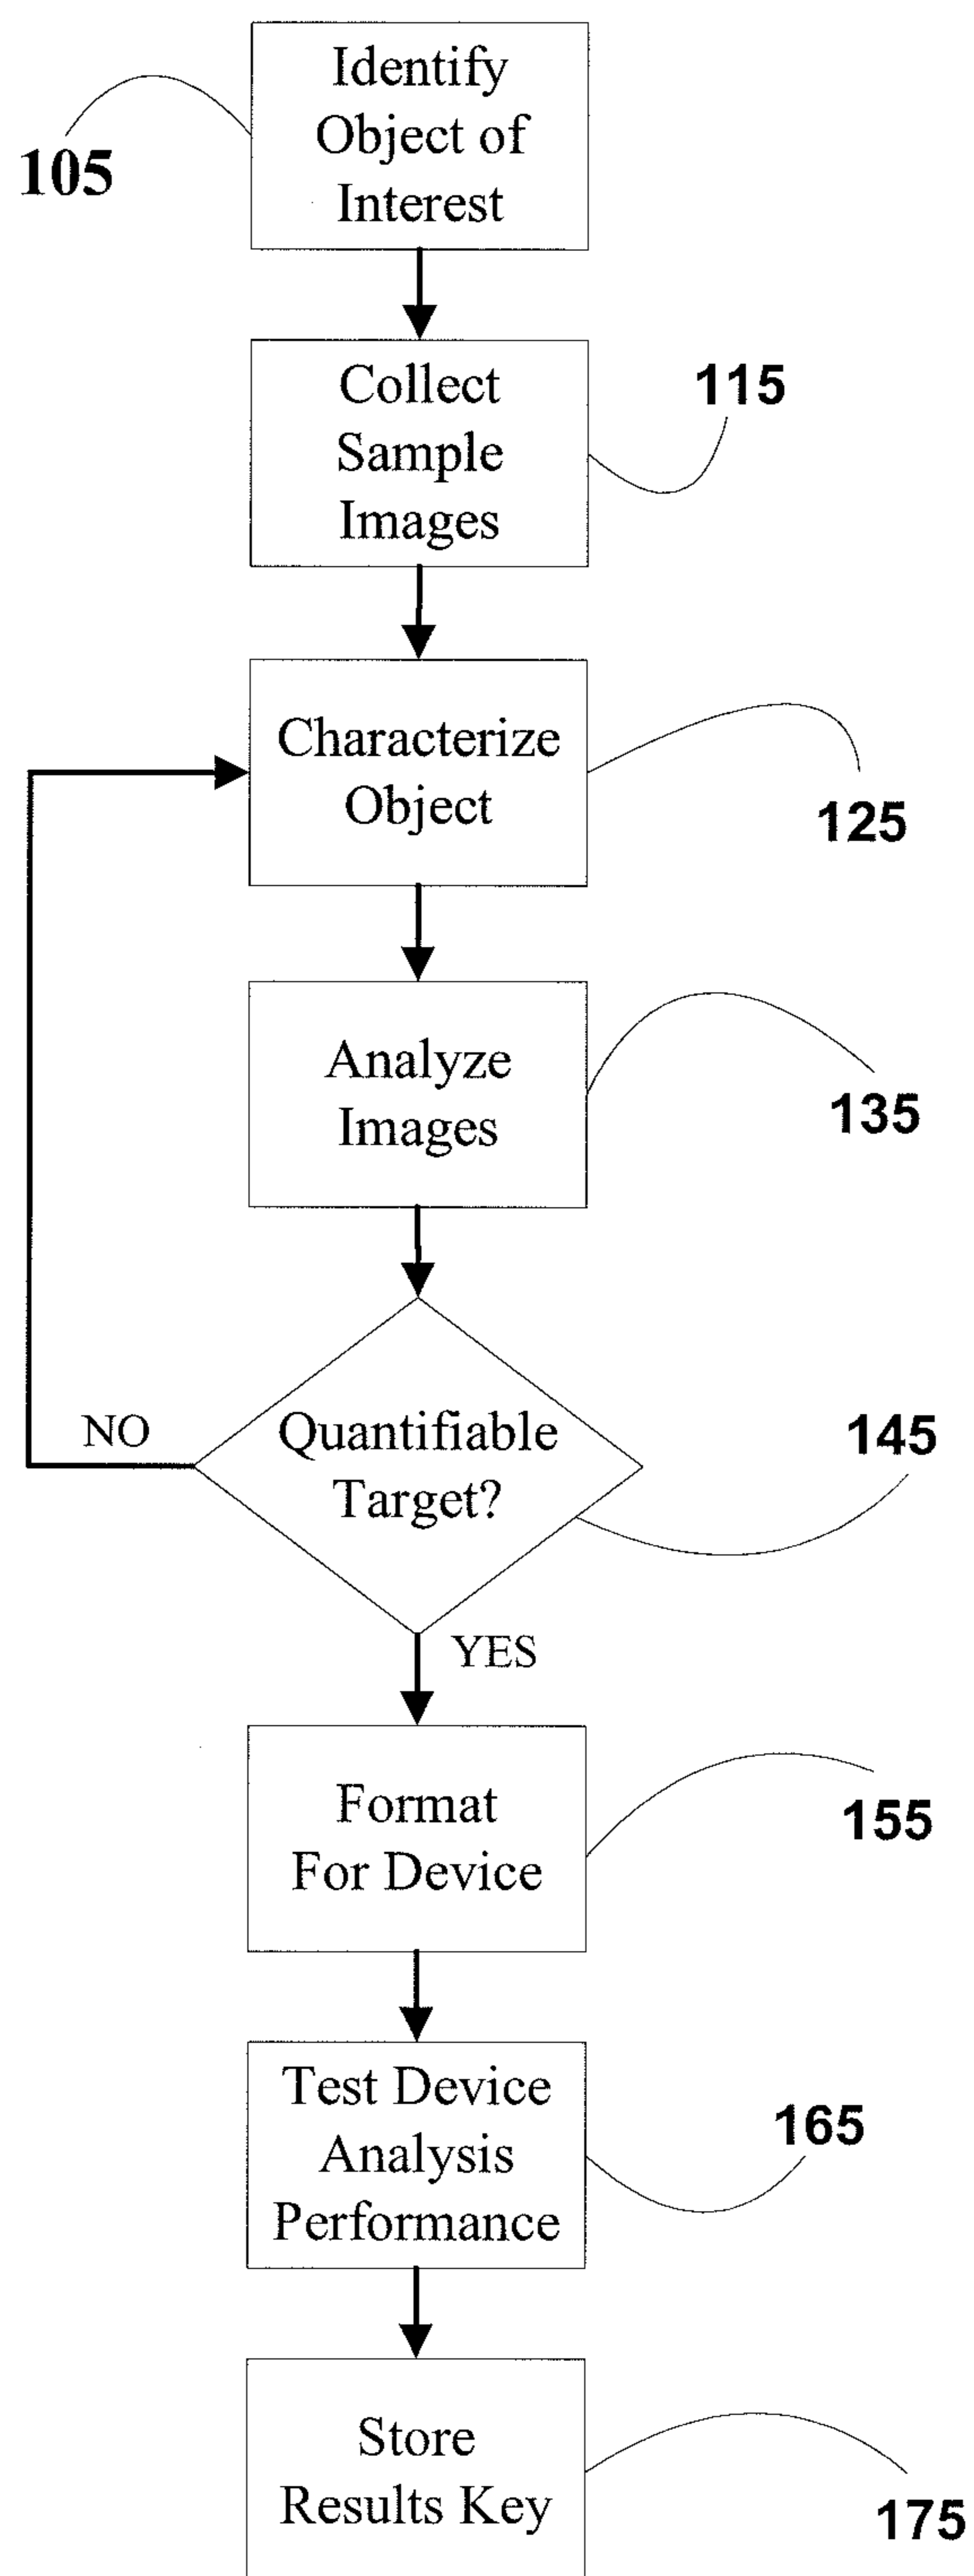 Identify
Object of
Interest
105
Collect
Sample
Images
115
Characterize
Object
125
Analyze
Images
135
Quantifiable
Target?
NO
145
YES
Format
For Device
155
Test Device
Analysis
Performance
165
Store
Results Key
175